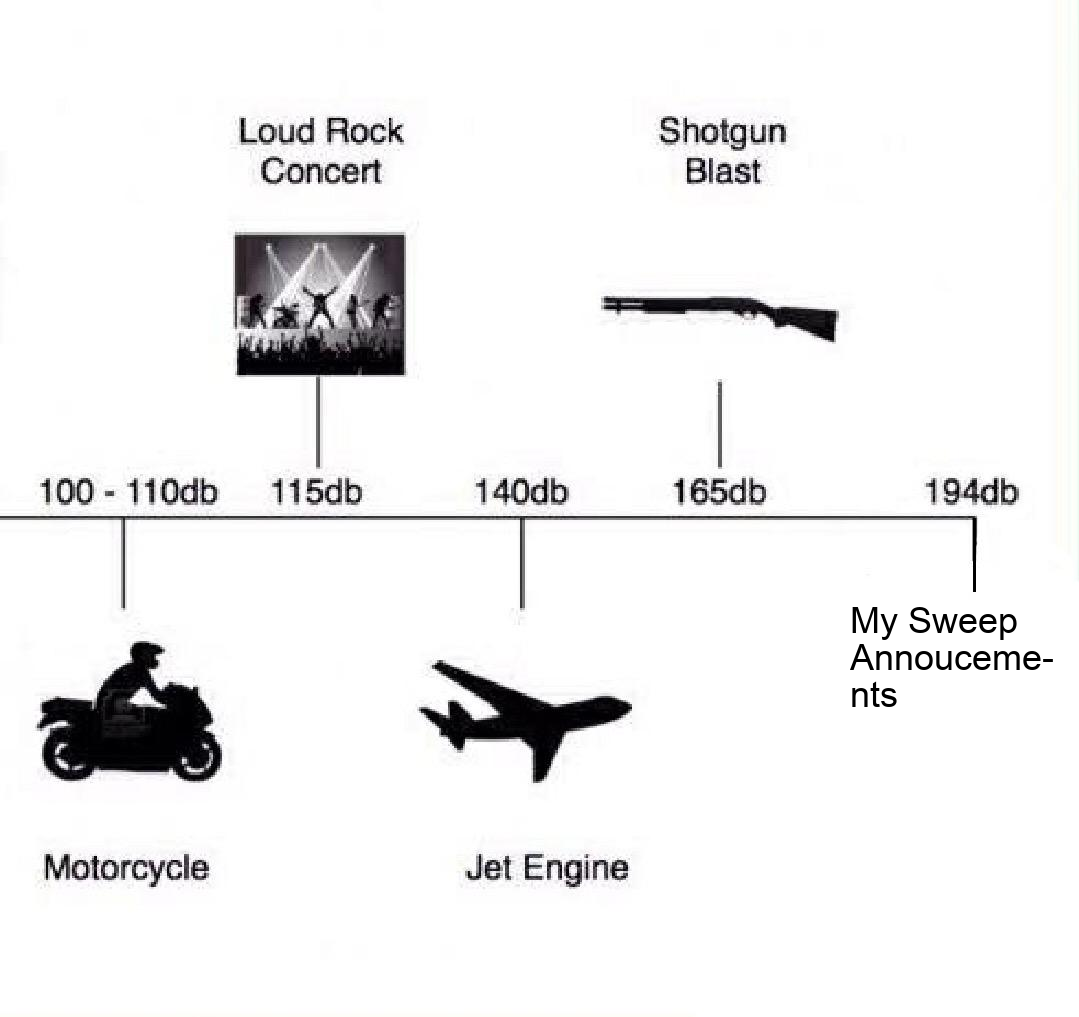 Loud Rock
Concert
Shotgun
Blast
100 - 110db
115db
140db
165db
194db
My Sweep
Annouceme-
nts
Motorcycle
Jet Engine